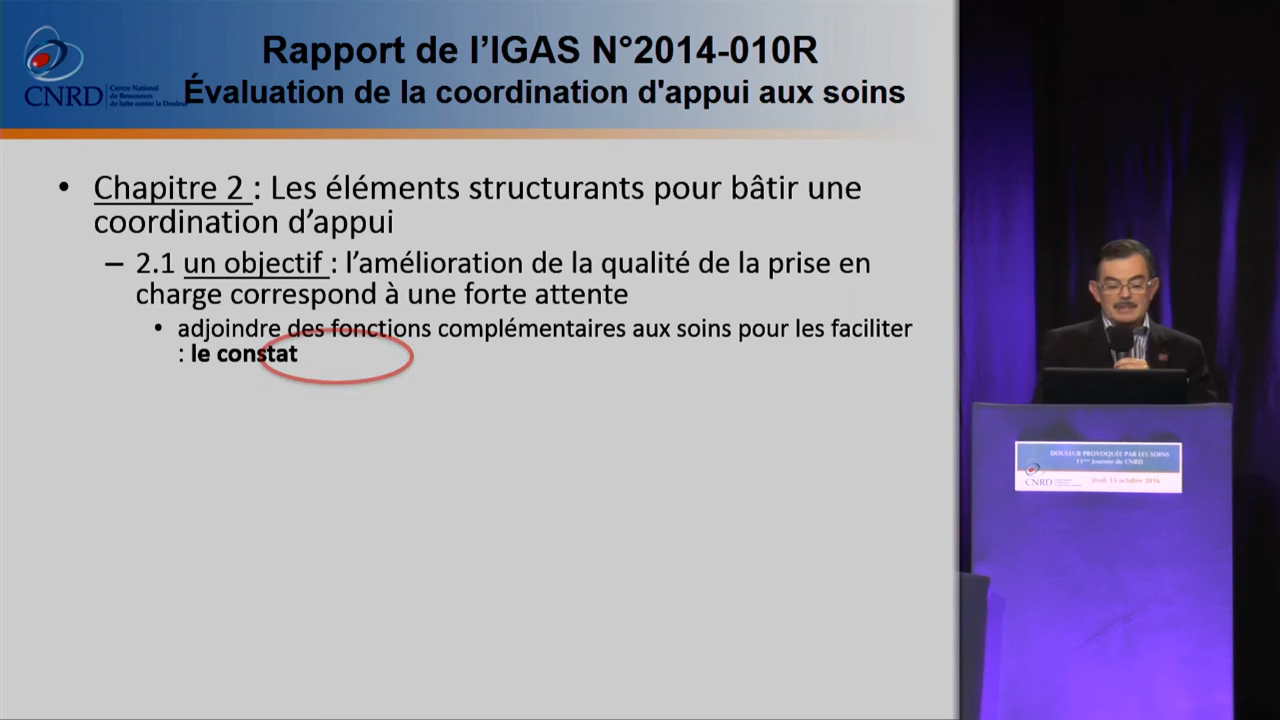 Rapport de l’IGAS N°2014-010R
Évaluation de la coordination d'appui aux soins
CNRD
Centre National
de Ressources
de lutte contre la Douleur
• Chapitre 2 : Les éléments structurants pour bâtir une
coordination d’appui
– 2.1 un objectif : l’amélioration de la qualité de la prise en
charge correspond à une forte attente
• adjoindre des fonctions complémentaires aux soins pour les faciliter
: le constat
DOULEUR PROVOQUÉE PAR LES SOINS
11ème Journée du CNRD
CNRD
Jeudi 13 octobre 2016